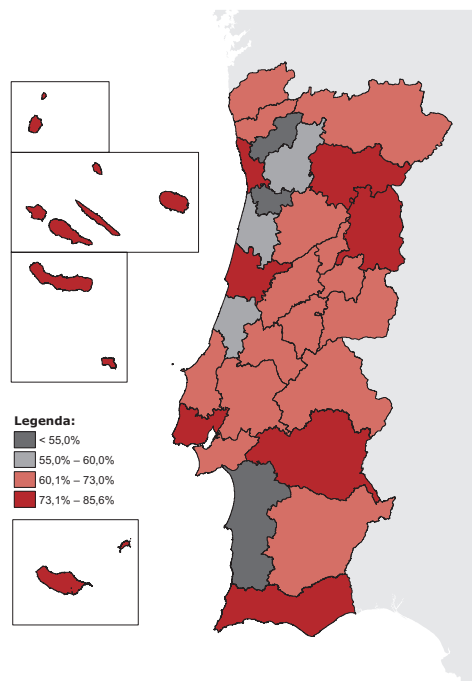 Legenda:
< 55,0%
55,0% – 60,0%
60,1% – 73,0%
73,1% – 85,6%